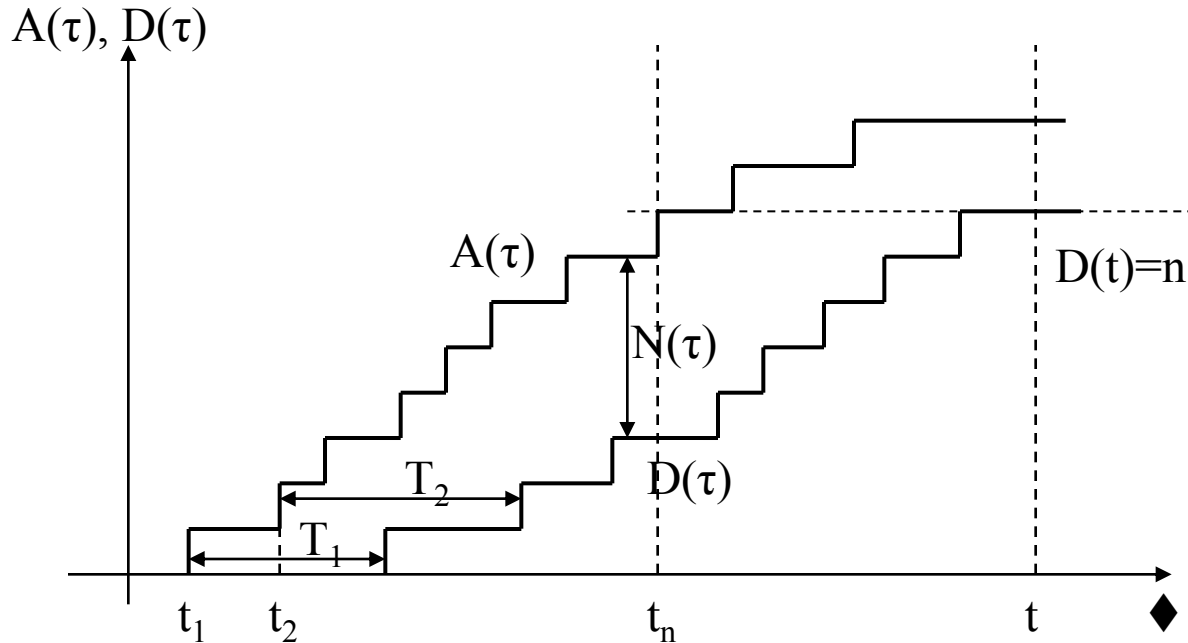 A(τ), D(τ)
A(τ)
D(t)=n
N(τ)
T₂
D(τ)
T₁
t₁ t₂ tₙ t ♦